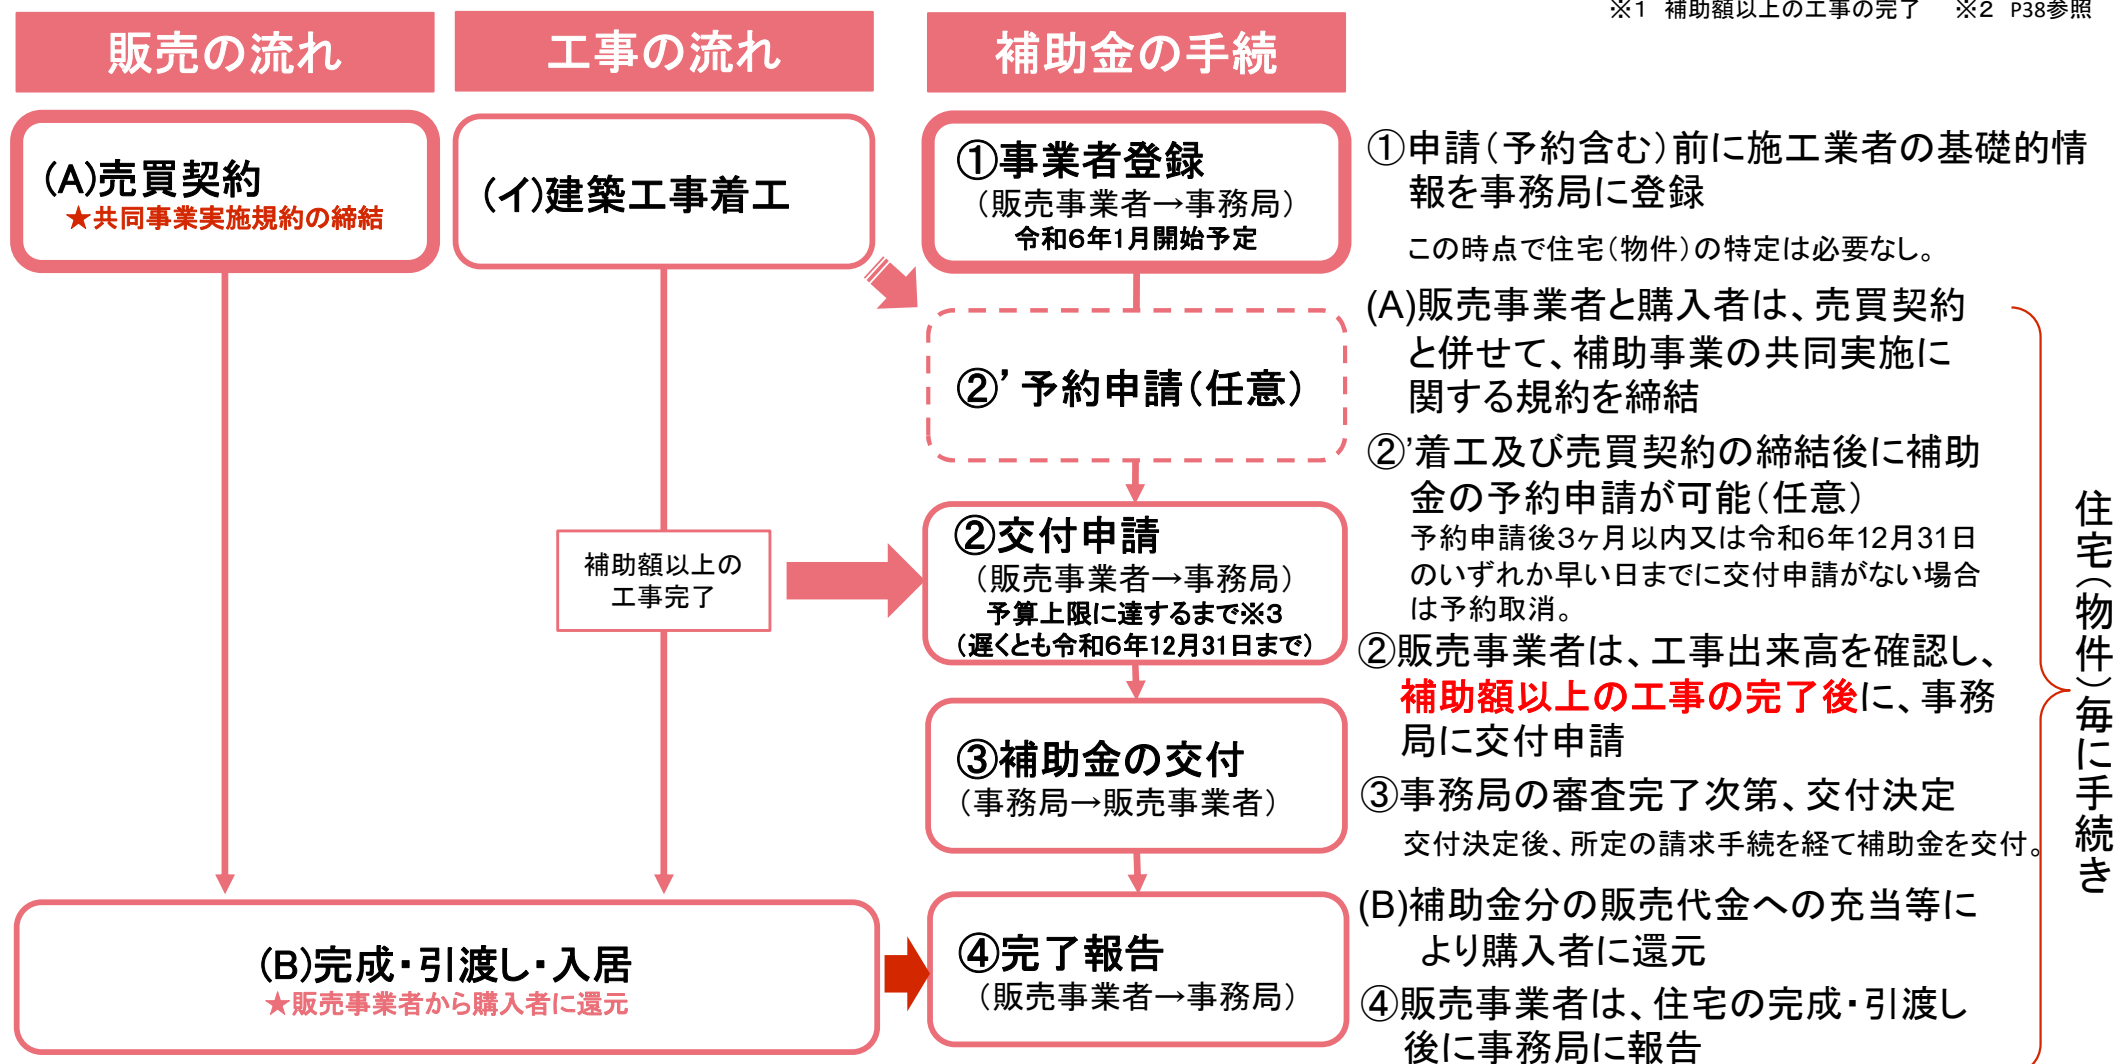 ※1 補助額以上の工事の完了 ※2 P38参照
販売の流れ
工事の流れ
補助金の手続
(A)売買契約
★共同事業実施規約の締結
(イ)建築工事着工
①事業者登録
(販売事業者→事務局)
令和6年1月開始予定
②’予約申請(任意)
補助額以上の
工事完了
②交付申請
(販売事業者→事務局)
予算上限に達するまで※3
(遅くとも令和6年12月31日まで)
③補助金の交付
(事務局→販売事業者)
(B)完成・引渡し・入居
★販売事業者から購入者に還元
④完了報告
(販売事業者→事務局)
①申請(予約含む)前に施工業者の基礎的情
報を事務局に登録
この時点で住宅(物件)の特定は必要なし。
(A)販売事業者と購入者は、売買契約
と併せて、補助事業の共同実施に
関する規約を締結
②’着工及び売買契約の締結後に補助
金の予約申請が可能(任意)
予約申請後3ヶ月以内又は令和6年12月31日
のいずれか早い日までに交付申請がない場合
は予約取消。
②販売事業者は、工事出来高を確認し、
補助額以上の工事の完了後に、事務
局に交付申請
③事務局の審査完了次第、交付決定
交付決定後、所定の請求手続を経て補助金を交付。
(B)補助金分の販売代金への充当等に
より購入者に還元
④販売事業者は、住宅の完成・引渡し
後に事務局に報告
住宅(物件)毎に手続き